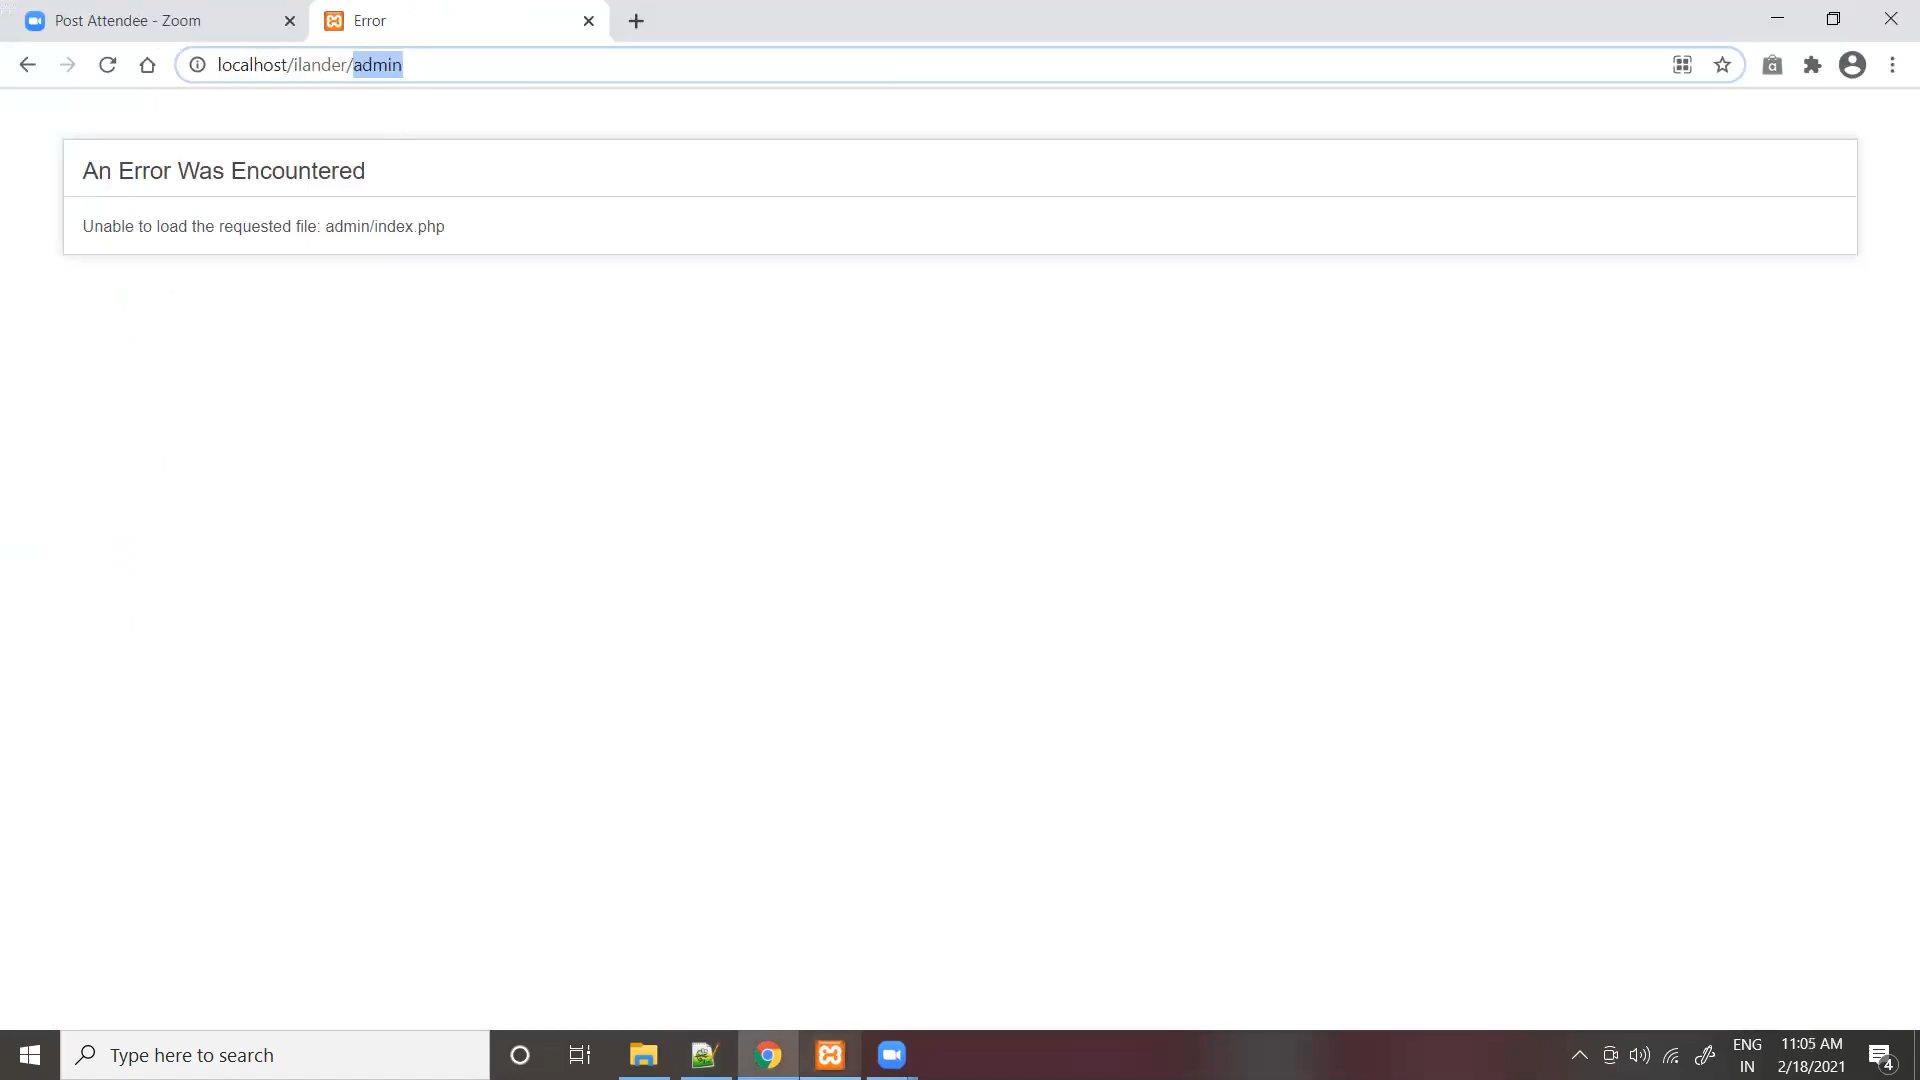 Post Attendee - Zoom
Error
localhost/ilander/admin
An Error Was Encountered
Unable to load the requested file: admin/index.php
Type here to search
ENG
IN
11:05 AM
2/18/2021
4